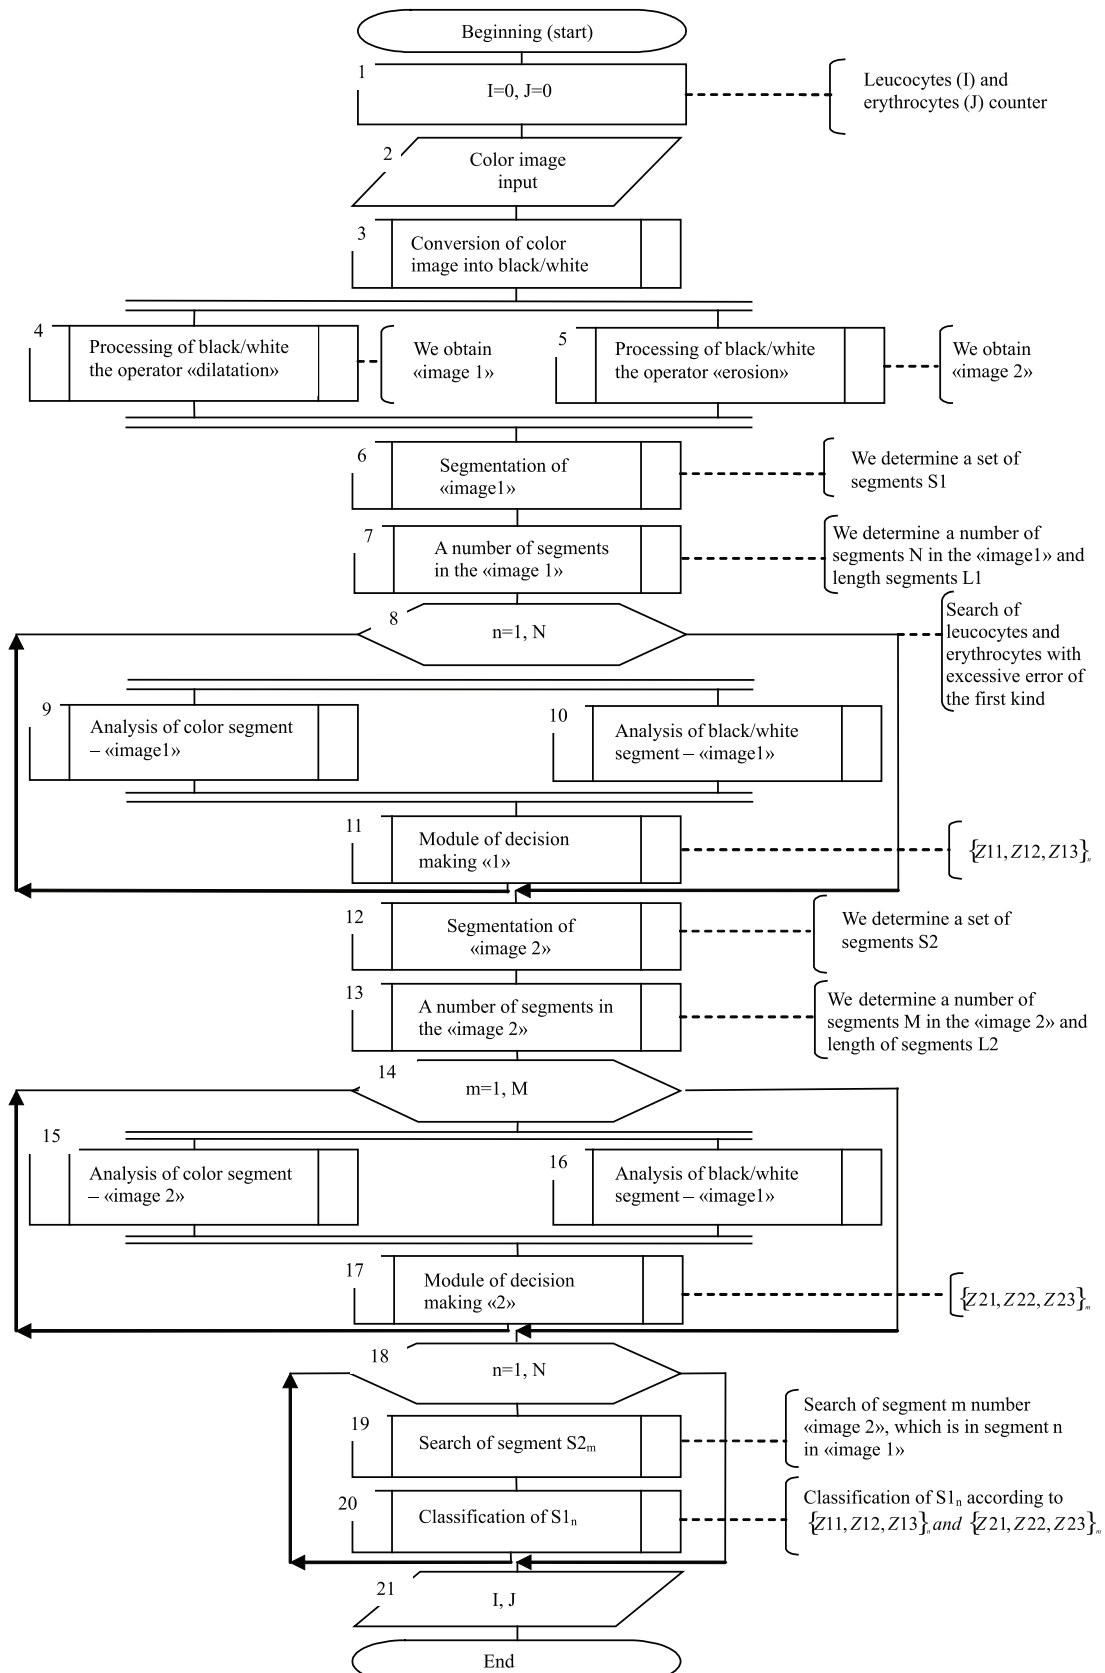 Beginning (start)
1
I=0, J=0
Leucocytes (I) and
erythrocytes (J) counter
2
Color image
input
3
Conversion of color
image into black/white
4
Processing of black/white
the operator «dilatation»
We obtain
«image 1»
5
Processing of black/white
the operator «erosion»
We obtain
«image 2»
6
Segmentation of
«image1»
We determine a set of
segments S1
7
A number of segments
in the «image 1»
We determine a number of
segments N in the «image1» and
length segments L1
8
n=1, N
Search of
leucocytes and
erythrocytes with
excessive error of
the first kind
9
Analysis of color segment
– «image1»
10
Analysis of black/white
segment – «image1»
11
Module of decision
making «1»
{Z11, Z12, Z13}n
12
Segmentation of
«image 2»
We determine a set of
segments S2
13
A number of segments in
the «image 2»
We determine a number of
segments M in the «image 2» and
length of segments L2
14
m=1, M
15
Analysis of color segment
– «image 2»
16
Analysis of black/white
segment – «image1»
17
Module of decision
making «2»
{Z21, Z22, Z23}m
18
n=1, N
19
Search of segment S2m
Search of segment m number
«image 2», which is in segment n
in «image 1»
20
Classification of S1n
Classification of S1n according to
{Z11, Z12, Z13}n and {Z21, Z22, Z23}m
21
I, J
End